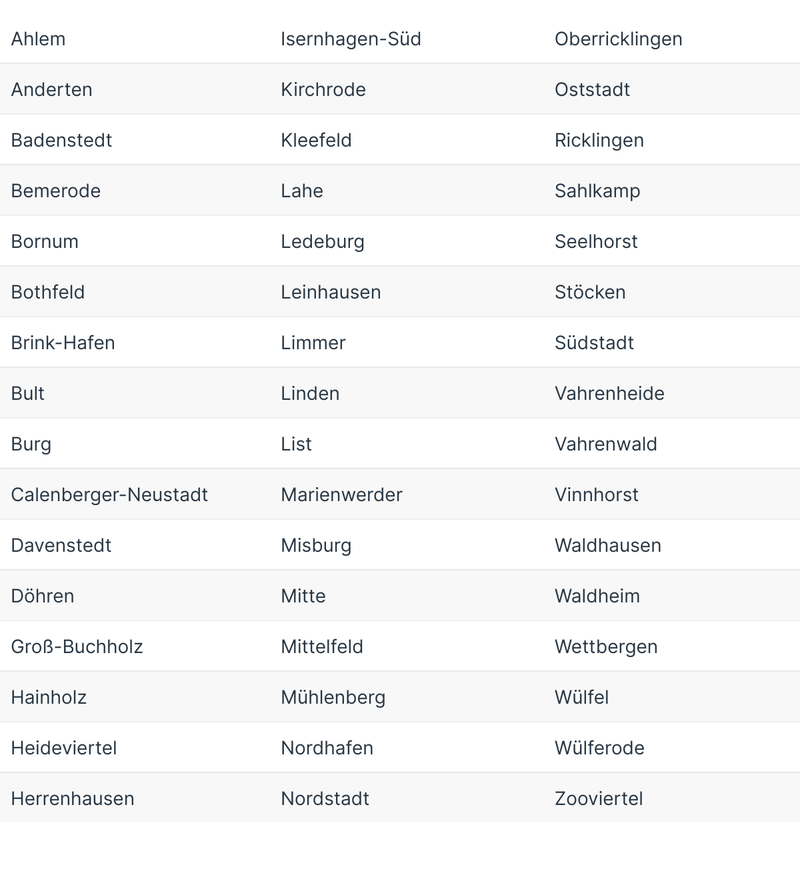 Ahlem Isernhagen-Süd Oberricklingen
Anderten Kirchrode Oststadt
Badenstedt Kleefeld Ricklingen
Bemerode Lahe Sahlkamp
Bornum Ledeburg Seelhorst
Bothfeld Leinhausen Stöcken
Brink-Hafen Limmer Südstadt
Bult Linden Vahrenheide
Burg List Vahrenwald
Calenberger-Neustadt Marienwerder Vinnhorst
Davenstedt Misburg Waldhausen
Döhren Mitte Waldheim
Groß-Buchholz Mittelfeld Wettbergen
Hainholz Mühlenberg Wülfel
Heideviertel Nordhafen Wülferode
Herrenhausen Nordstadt Zooviertel